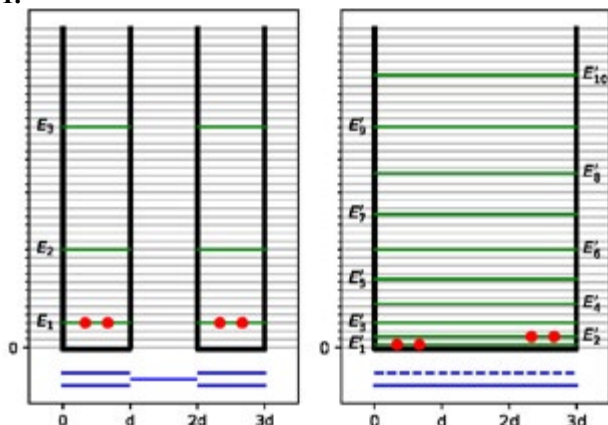 1.
E₃
E₂
E₁
0
0 d 2d 3d
E'₁₀
E'₉
E'₈
E'₇
E'₆
E'₅
E'₄
E'₃
E'₂
E'₁
0
0 d 2d 3d